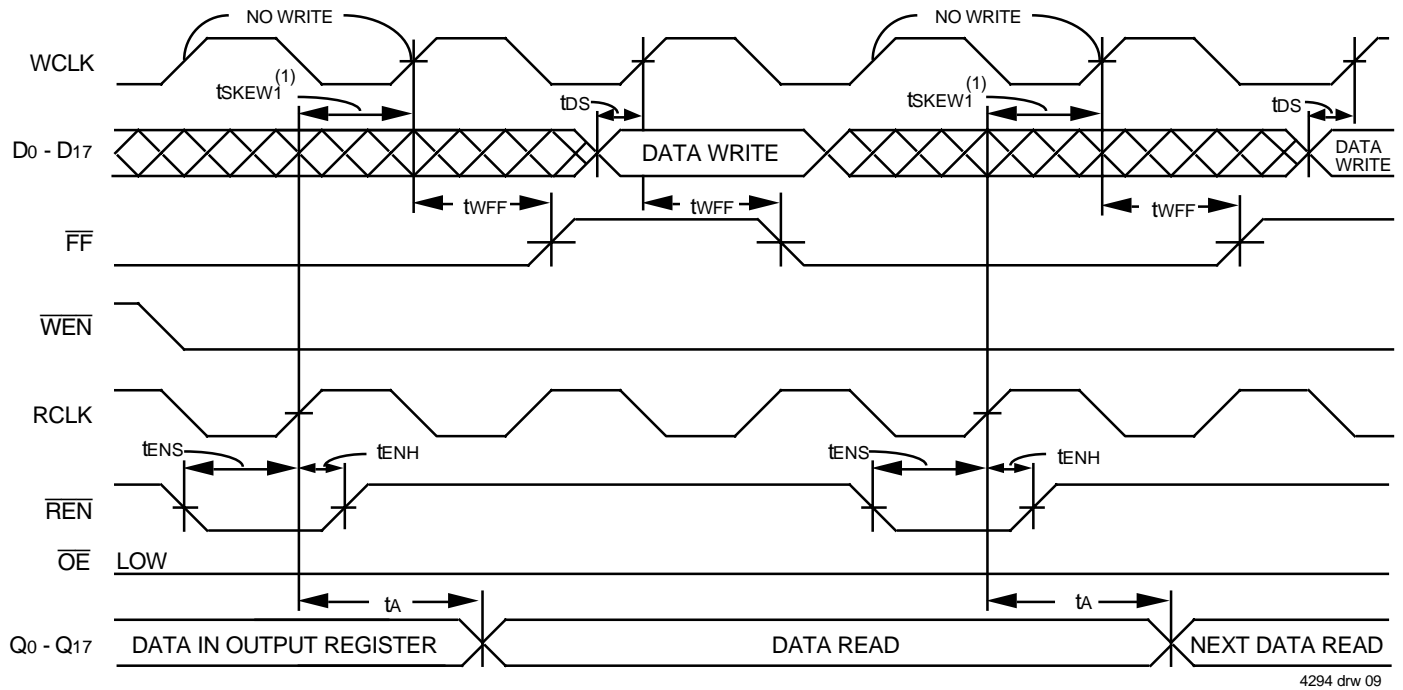 NO WRITE NO WRITE
WCLK
tSKEW1(1) tDS tSKEW1(1) tDS
D0 - D17 DATA WRITE DATA WRITE
tWFF tWFF tWFF
FF
WEN
RCLK
tENS tENH tENS tENH
REN
OE LOW
tA tA
Q0 - Q17 DATA IN OUTPUT REGISTER DATA READ NEXT DATA READ
4294 drw 09